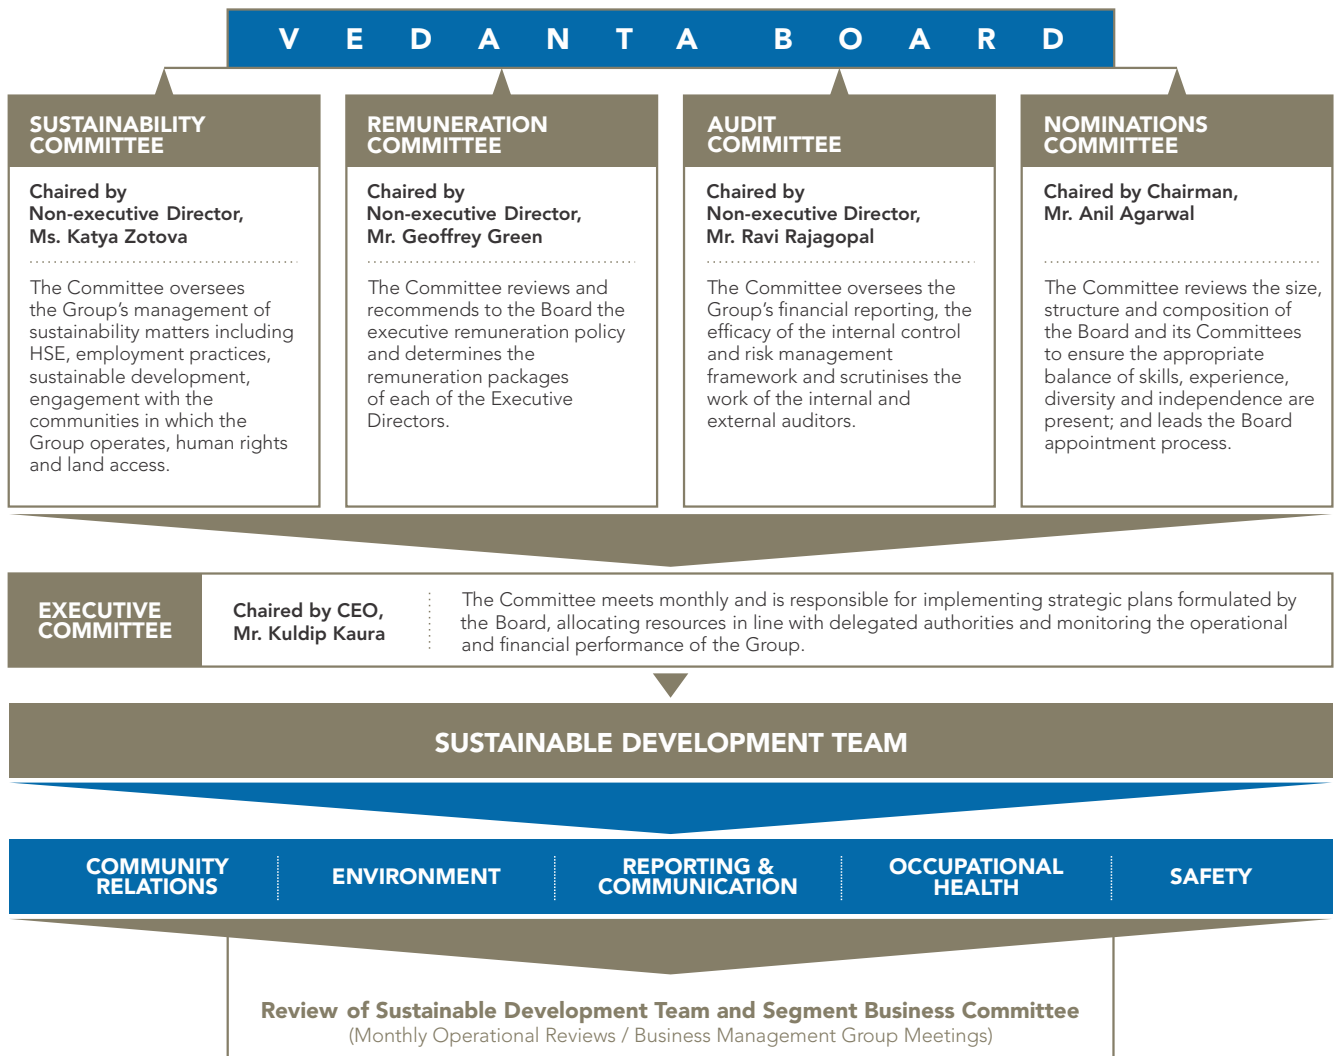 VEDANTA BOARD
SUSTAINABILITY
COMMITTEE
Chaired by
Non-executive Director,
Ms. Katya Zotova
The Committee oversees
the Group's management of
sustainability matters including
HSE, employment practices,
sustainable development,
engagement with the
communities in which the
Group operates, human rights
and land access.
REMUNERATION
COMMITTEE
Chaired by
Non-executive Director,
Mr. Geoffrey Green
The Committee reviews and
recommends to the Board the
executive remuneration policy
and determines the
remuneration packages
of each of the Executive
Directors.
AUDIT
COMMITTEE
Chaired by
Non-executive Director,
Mr. Ravi Rajagopal
The Committee oversees the
Group's financial reporting, the
efficacy of the internal control
and risk management
framework and scrutinises the
work of the internal and
external auditors.
NOMINATIONS
COMMITTEE
Chaired by Chairman,
Mr. Anil Agarwal
The Committee reviews the size,
structure and composition of
the Board and its Committees
to ensure the appropriate
balance of skills, experience,
diversity and independence are
present; and leads the Board
appointment process.
EXECUTIVE
COMMITTEE
Chaired by CEO,
Mr. Kuldip Kaura
The Committee meets monthly and is responsible for implementing strategic plans formulated by
the Board, allocating resources in line with delegated authorities and monitoring the operational
and financial performance of the Group.
SUSTAINABLE DEVELOPMENT TEAM
COMMUNITY
RELATIONS
ENVIRONMENT
REPORTING &
COMMUNICATION
OCCUPATIONAL
HEALTH
SAFETY
Review of Sustainable Development Team and Segment Business Committee
(Monthly Operational Reviews / Business Management Group Meetings)